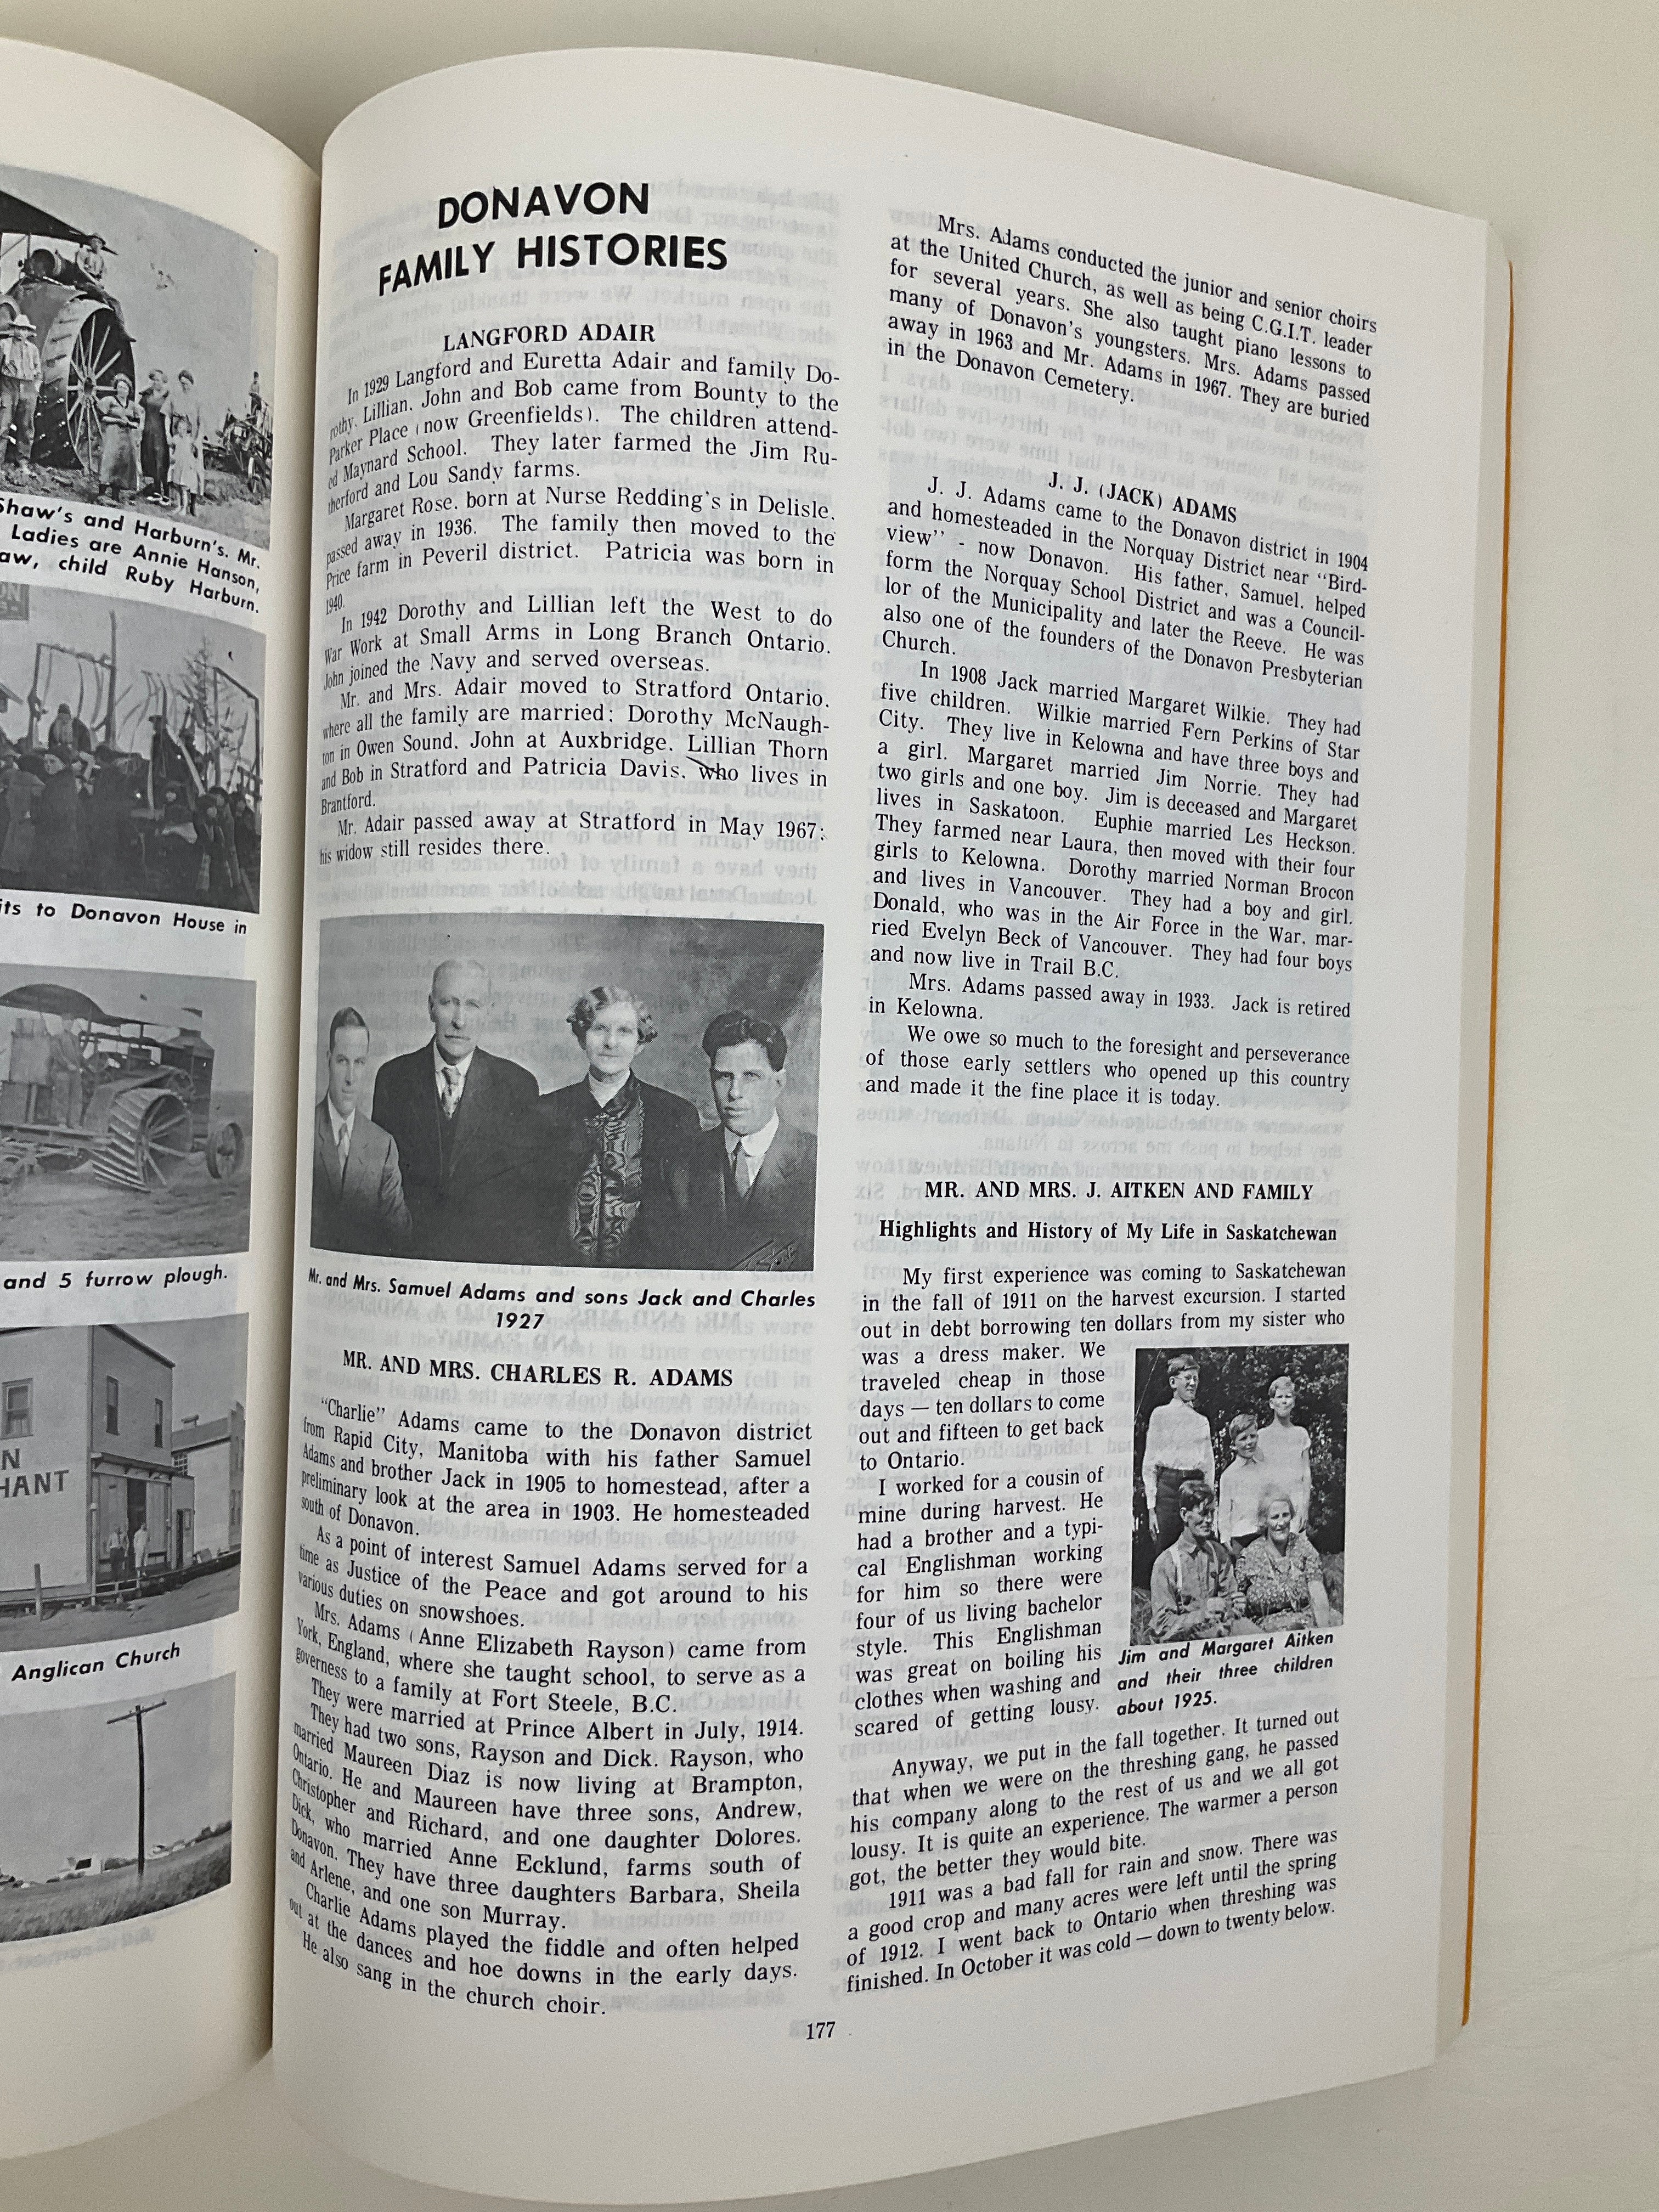 Shaw's and Harburn's. Mr.
Ladies are Annie Hanson,
aw, child Ruby Harburn.
its to Donavon House in
and 5 furrow plough.
N
HANT
Anglican Church
DONAVON
FAMILY HISTORIES
LANGFORD ADAIR
In 1929 Langford and Euretta Adair and family Do-
rothy, Lillian, John and Bob came from Bounty to the
Parker Place (now Greenfields). The children attend-
ed Maynard School. They later farmed the Jim Ru-
therford and Lou Sandy farms.
Margaret Rose, born at Nurse Redding's in Delisle,
passed away in 1936. The family then moved to the
Price farm in Peveril district. Patricia was born in
1940.
In 1942 Dorothy and Lillian left the West to do
War Work at Small Arms in Long Branch Ontario.
John joined the Navy and served overseas.
Mr. and Mrs. Adair moved to Stratford Ontario,
where all the family are married; Dorothy McNaugh-
ton in Owen Sound, John at Auxbridge, Lillian Thorn
and Bob in Stratford and Patricia Davis, who lives in
Brantford.
Mr. Adair passed away at Stratford in May 1967;
his widow still resides there.
Mr. and Mrs. Samuel Adams and sons Jack and Charles
1927
MR. AND MRS. CHARLES R. ADAMS
"Charlie" Adams came to the Donavon district
from Rapid City, Manitoba with his father Samuel
Adams and brother Jack in 1905 to homestead, after a
preliminary look at the area in 1903. He homesteaded
south of Donavon.
As a point of interest Samuel Adams served for a
time as Justice of the Peace and got around to his
various duties on snowshoes.
Mrs. Adams (Anne Elizabeth Rayson) came from
York, England, where she taught school, to serve as a
governess to a family at Fort Steele, B.C.
They were married at Prince Albert in July, 1914.
They had two sons, Rayson and Dick. Rayson, who
married Maureen Diaz is now living at Brampton,
Ontario. He and Maureen have three sons, Andrew,
Christopher and Richard, and one daughter Dolores.
Dick, who married Anne Ecklund, farms south of
Donavon. They have three daughters Barbara, Sheila
and Arlene, and one son Murray.
Charlie Adams played the fiddle and often helped
out at the dances and hoe downs in the early days.
He also sang in the church choir.
Mrs. Adams conducted the junior and senior choirs
at the United Church, as well as being C.G.I.T. leader
for several years. She also taught piano lessons to
many of Donavon's youngsters. Mrs. Adams passed
away in 1963 and Mr. Adams in 1967. They are buried
in the Donavon Cemetery.
J. J. (JACK) ADAMS
J. J. Adams came to the Donavon district in 1904
and homesteaded in the Norquay District near "Bird-
view" - now Donavon. His father, Samuel, helped
form the Norquay School District and was a Council-
lor of the Municipality and later the Reeve. He was
also one of the founders of the Donavon Presbyterian
Church.
In 1908 Jack married Margaret Wilkie. They had
five children. Wilkie married Fern Perkins of Star
City. They live in Kelowna and have three boys and
a girl. Margaret married Jim Norrie. They had
two girls and one boy. Jim is deceased and Margaret
lives in Saskatoon. Euphie married Les Heckson.
They farmed near Laura, then moved with their four
girls to Kelowna. Dorothy married Norman Brocon
and lives in Vancouver. They had a boy and girl.
Donald, who was in the Air Force in the War, mar-
ried Evelyn Beck of Vancouver. They had four boys
and now live in Trail B.C.
Mrs. Adams passed away in 1933. Jack is retired
in Kelowna.
We owe so much to the foresight and perseverance
of those early settlers who opened up this country
and made it the fine place it is today.
MR. AND MRS. J. AITKEN AND FAMILY
Highlights and History of My Life in Saskatchewan
My first experience was coming to Saskatchewan
in the fall of 1911 on the harvest excursion. I started
out in debt borrowing ten dollars from my sister who
was a dress maker. We
traveled cheap in those
days — ten dollars to come
out and fifteen to get back
to Ontario.
I worked for a cousin of
mine during harvest. He
had a brother and a typi-
cal Englishman working
for him so there were
four of us living bachelor
style. This Englishman
was great on boiling his
clothes when washing and
scared of getting lousy.
Jim and Margaret Aitken
and their three children
about 1925.
Anyway, we put in the fall together. It turned out
that when we were on the threshing gang, he passed
his company along to the rest of us and we all got
lousy. It is quite an experience. The warmer a person
got, the better they would bite.
1911 was a bad fall for rain and snow. There was
a good crop and many acres were left until the spring
of 1912. I went back to Ontario when threshing was
finished. In October it was cold — down to twenty below.
177